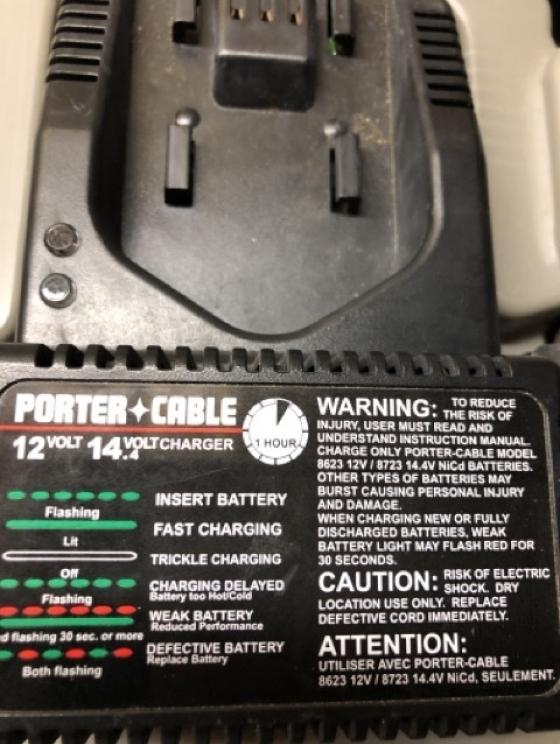 PORTER+CABLE
12 VOLT 14.4 VOLT CHARGER
1 HOUR
INSERT BATTERY
Flashing
FAST CHARGING
Lit
TRICKLE CHARGING
Off
CHARGING DELAYED
Battery too Hot/Cold
Flashing
WEAK BATTERY
Reduced Performance
flashing 30 sec. or more
DEFECTIVE BATTERY
Replace Battery
Both flashing
WARNING: TO REDUCE
THE RISK OF
INJURY, USER MUST READ AND
UNDERSTAND INSTRUCTION MANUAL.
CHARGE ONLY PORTER-CABLE MODEL
8623 12V / 8723 14.4V NiCd BATTERIES.
OTHER TYPES OF BATTERIES MAY
BURST CAUSING PERSONAL INJURY
AND DAMAGE.
WHEN CHARGING NEW OR FULLY
DISCHARGED BATTERIES, WEAK
BATTERY LIGHT MAY FLASH RED FOR
30 SECONDS.
CAUTION: RISK OF ELECTRIC
SHOCK. DRY
LOCATION USE ONLY. REPLACE
DEFECTIVE CORD IMMEDIATELY.
ATTENTION:
UTILISER AVEC PORTER-CABLE
8623 12V / 8723 14.4V NiCd, SEULEMENT.